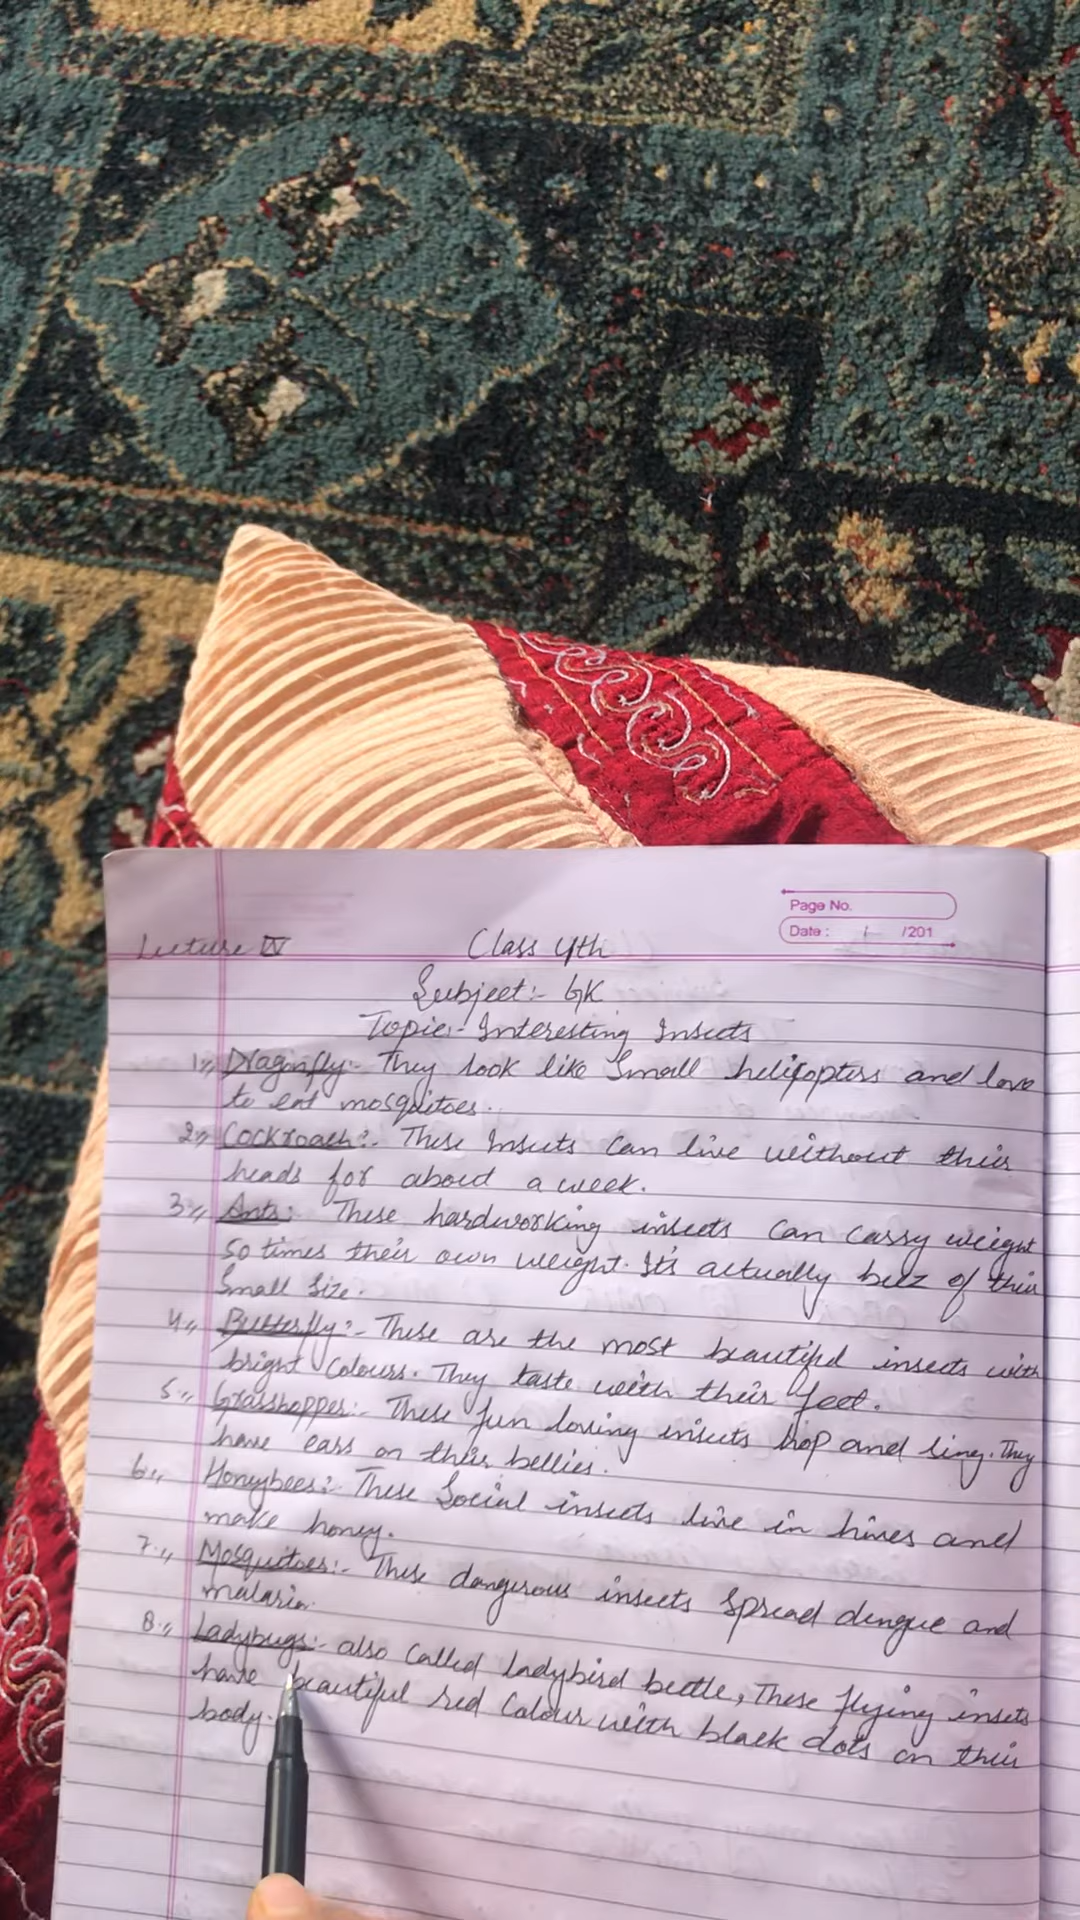 Page No.
Date : / /201
Lecture IV Class 4th
Subject:- GK
Topic:- Interesting Insects
1, Dragonfly:- They look like Small helicopters and love
to eat mosquitoes.
2, Cockroach:- These Insects can live without their
heads for about a week.
3, Ants: These hardworking insects can carry weight
50 times their own weight. It's actually bcz of their
Small Size.
4, Butterfly:- These are the most beautiful insects with
bright Colours. They taste with their feet.
5, Grasshopper:- These fun loving insects hop and sing. They
have ears on their bellies.
6, Honeybees:- These Social insects live in hives and
make honey.
7, Mosquitoes:- These dangerous insects Spread dengue and
malaria.
8, Ladybugs:- also Called Ladybird beetle, These flying insets
have beautiful red Colour with black dots on their
body.